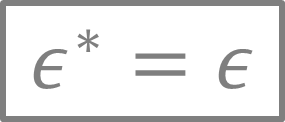 ϵ* = ϵ